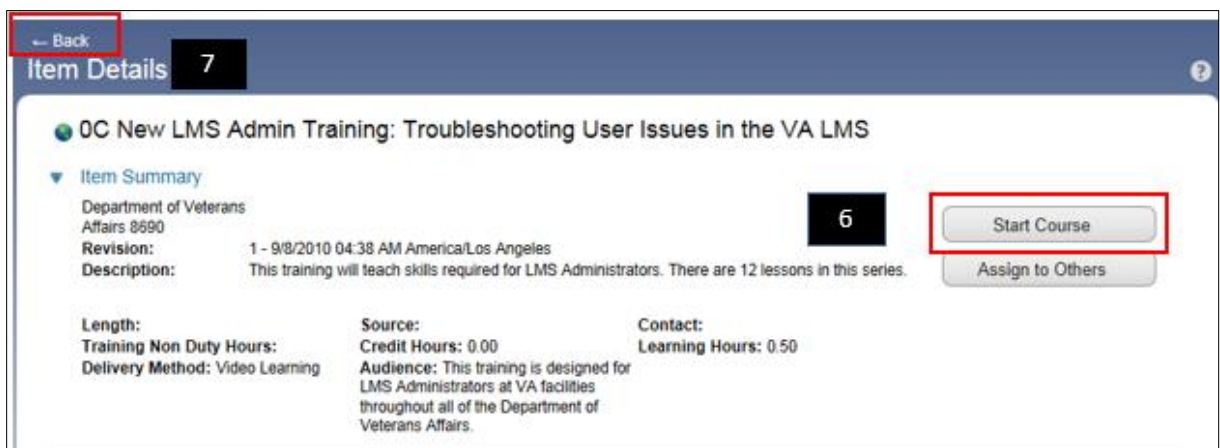 ← Back
Item Details
7
?
0C New LMS Admin Training: Troubleshooting User Issues in the VA LMS
Item Summary
Department of Veterans
Affairs 8690
6
Start Course
Revision: 1 - 9/8/2010 04:38 AM America/Los Angeles
Description: This training will teach skills required for LMS Administrators. There are 12 lessons in this series.
Assign to Others
Length: Source: Contact:
Training Non Duty Hours: Credit Hours: 0.00 Learning Hours: 0.50
Delivery Method: Video Learning Audience: This training is designed for
LMS Administrators at VA facilities
throughout all of the Department of
Veterans Affairs.